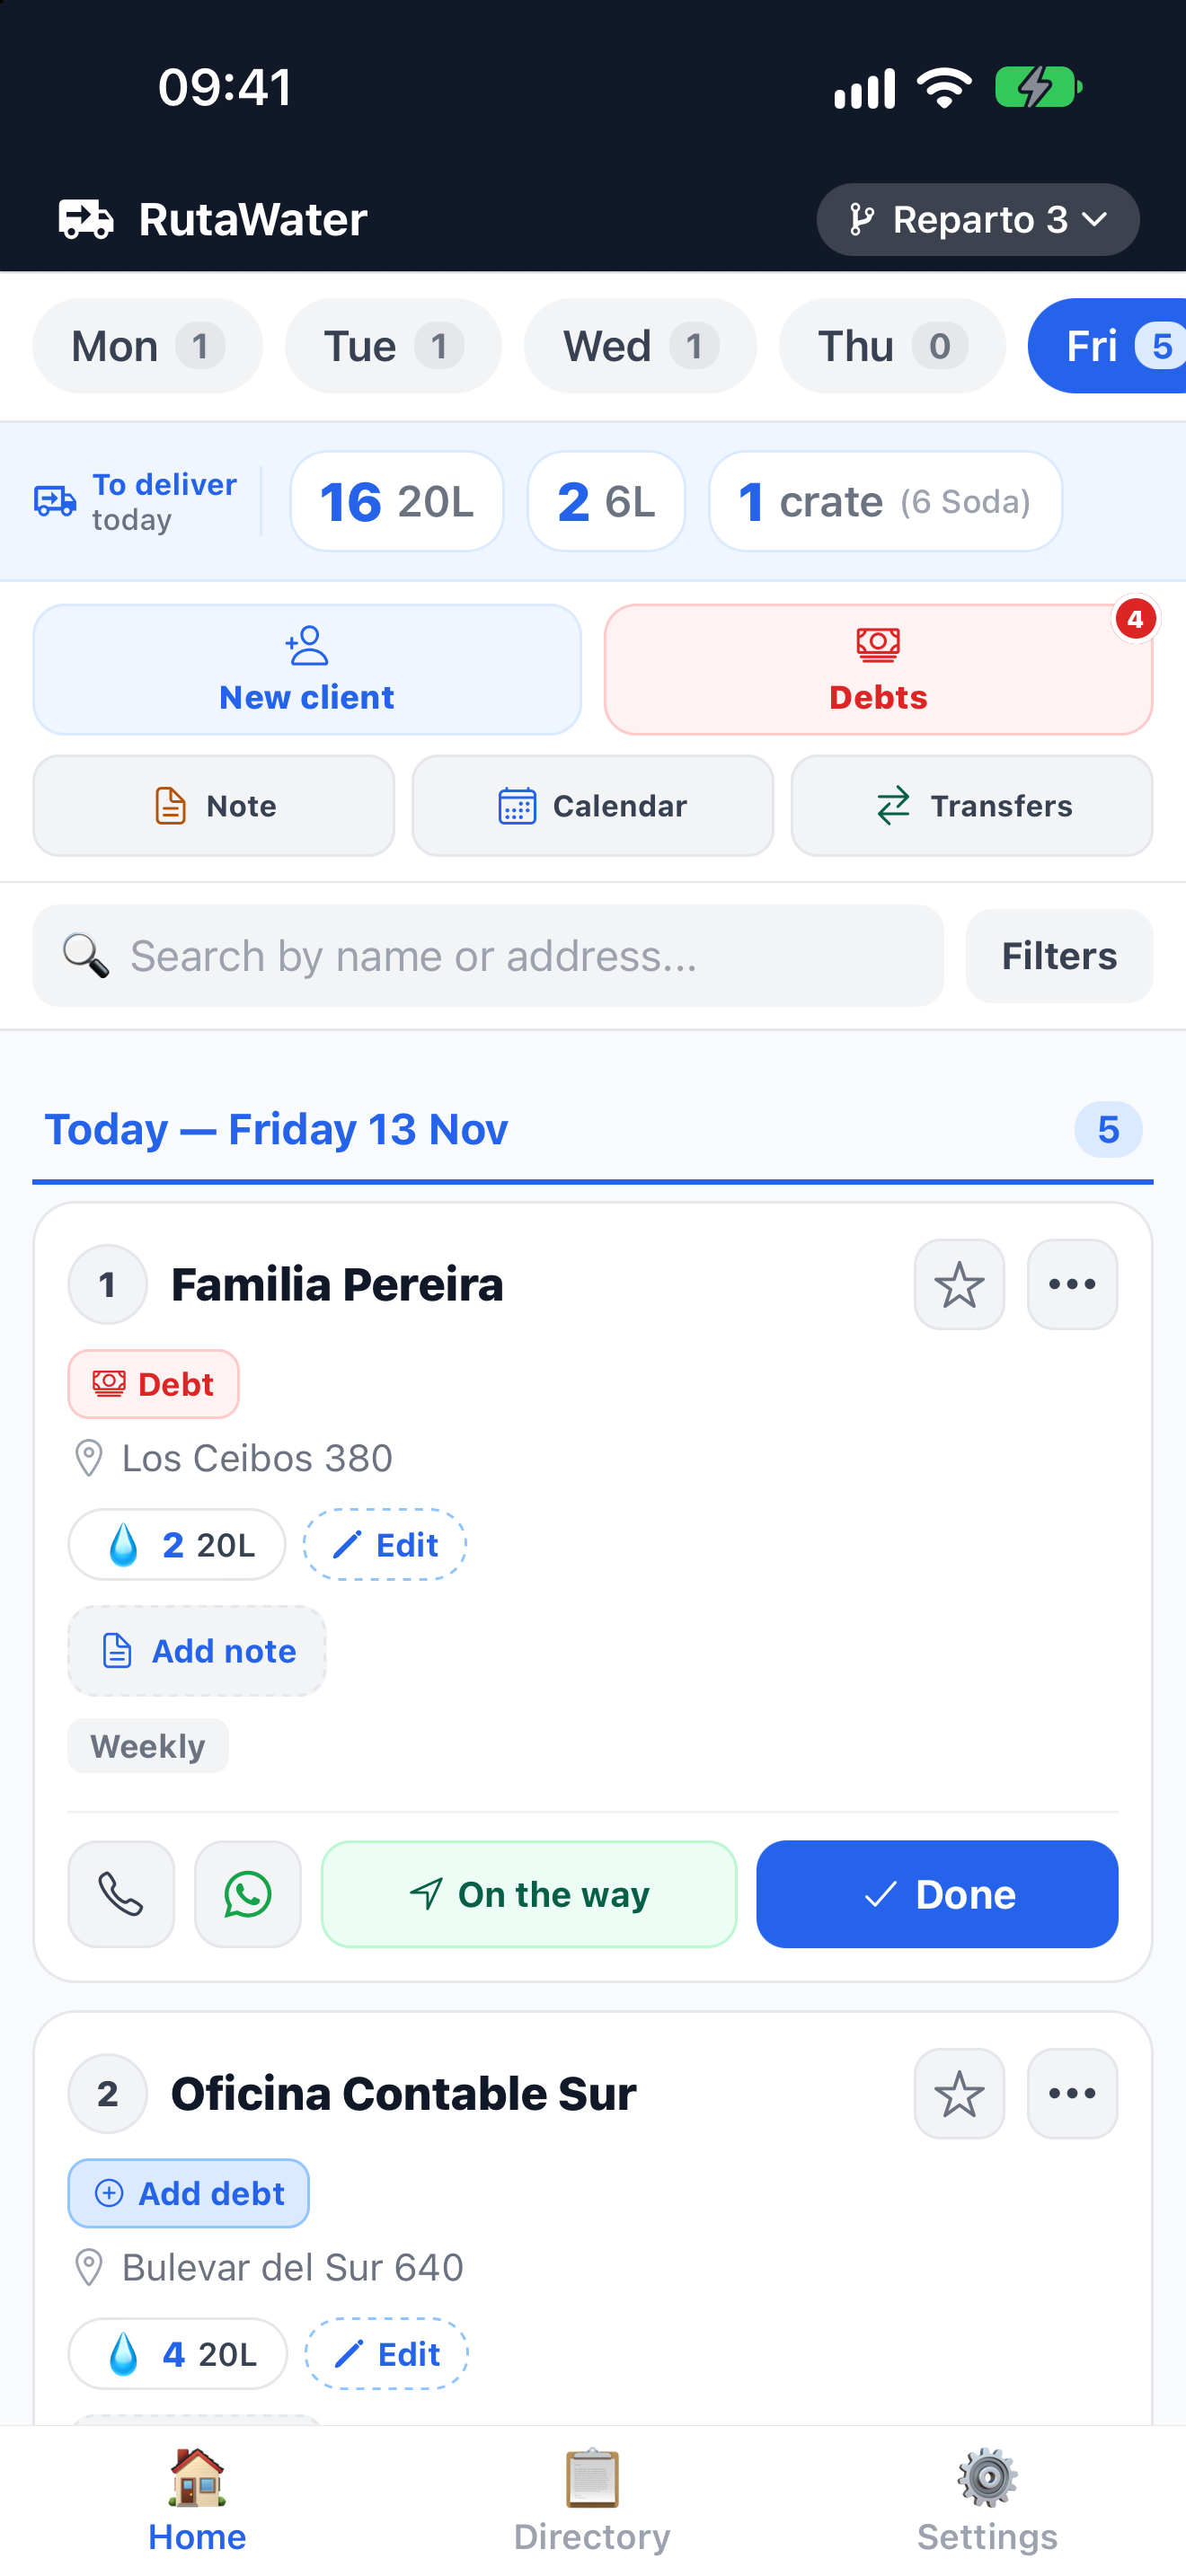 09:41
RutaWater
Reparto 3
Mon 1
Tue 1
Wed 1
Thu 0
Fri 5
To deliver
today
16 20L
2 6L
1 crate (6 Soda)
New client
Debts
4
Note
Calendar
Transfers
Search by name or address...
Filters
Today — Friday 13 Nov
5
1 Familia Pereira
Debt
Los Ceibos 380
2 20L
Edit
Add note
Weekly
On the way
Done
2 Oficina Contable Sur
Add debt
Bulevar del Sur 640
4 20L
Edit
Home
Directory
Settings